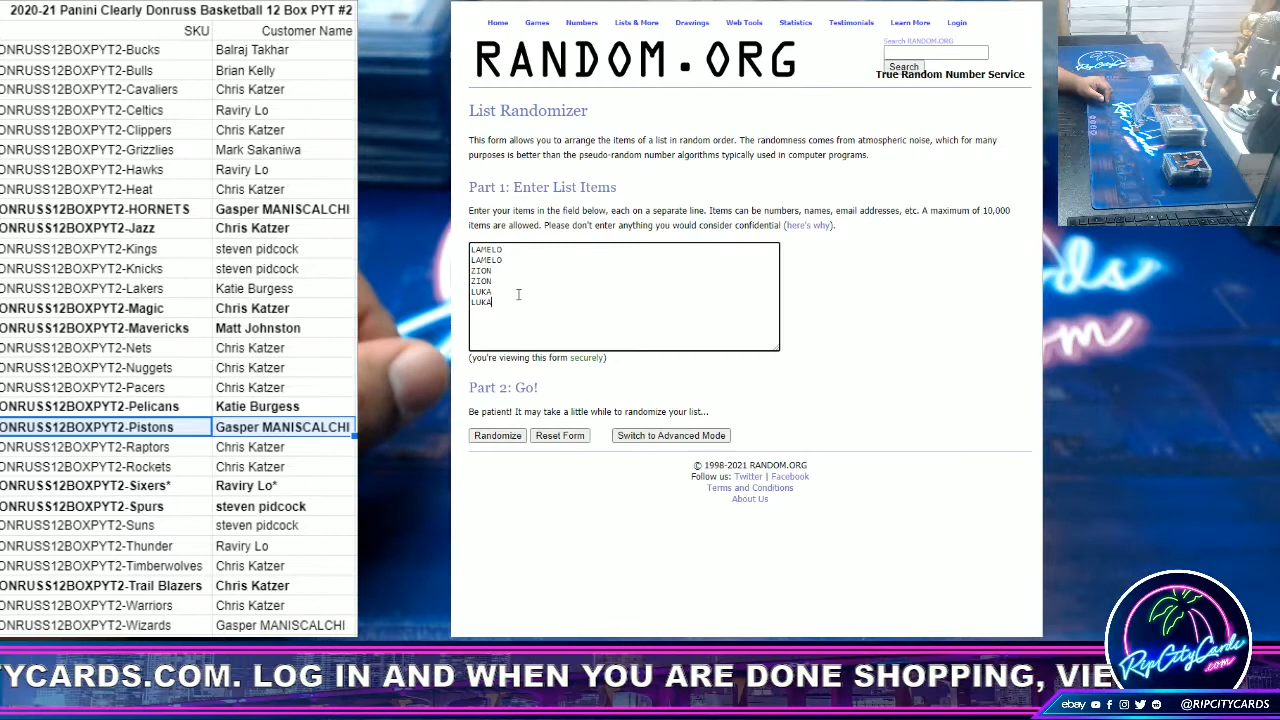 2020-21 Panini Clearly Donruss Basketball 12 Box PYT #2
SKU Customer Name
ONRUSS12BOXPYT2-Bucks Balraj Takhar
ONRUSS12BOXPYT2-Bulls Brian Kelly
ONRUSS12BOXPYT2-Cavaliers Chris Katzer
ONRUSS12BOXPYT2-Celtics Raviry Lo
ONRUSS12BOXPYT2-Clippers Chris Katzer
ONRUSS12BOXPYT2-Grizzlies Mark Sakaniwa
ONRUSS12BOXPYT2-Hawks Raviry Lo
ONRUSS12BOXPYT2-Heat Chris Katzer
ONRUSS12BOXPYT2-HORNETS Gasper MANISCALCHI
ONRUSS12BOXPYT2-Jazz Chris Katzer
ONRUSS12BOXPYT2-Kings steven pidcock
ONRUSS12BOXPYT2-Knicks steven pidcock
ONRUSS12BOXPYT2-Lakers Katie Burgess
ONRUSS12BOXPYT2-Magic Chris Katzer
ONRUSS12BOXPYT2-Mavericks Matt Johnston
ONRUSS12BOXPYT2-Nets Chris Katzer
ONRUSS12BOXPYT2-Nuggets Chris Katzer
ONRUSS12BOXPYT2-Pacers Chris Katzer
ONRUSS12BOXPYT2-Pelicans Katie Burgess
ONRUSS12BOXPYT2-Pistons Gasper MANISCALCHI
ONRUSS12BOXPYT2-Raptors Chris Katzer
ONRUSS12BOXPYT2-Rockets Chris Katzer
ONRUSS12BOXPYT2-Sixers* Raviry Lo*
ONRUSS12BOXPYT2-Spurs steven pidcock
ONRUSS12BOXPYT2-Suns steven pidcock
ONRUSS12BOXPYT2-Thunder Raviry Lo
ONRUSS12BOXPYT2-Timberwolves Chris Katzer
ONRUSS12BOXPYT2-Trail Blazers Chris Katzer
ONRUSS12BOXPYT2-Warriors Chris Katzer
ONRUSS12BOXPYT2-Wizards Gasper MANISCALCHI
Home Games Numbers Lists & More Drawings Web Tools Statistics Testimonials Learn More Login
RANDOM.ORG
Search RANDOM.ORG
Search
True Random Number Service
List Randomizer
This form allows you to arrange the items of a list in random order. The randomness comes from atmospheric noise, which for many
purposes is better than the pseudo-random number algorithms typically used in computer programs.
Part 1: Enter List Items
Enter your items in the field below, each on a separate line. Items can be numbers, names, email addresses, etc. A maximum of 10,000
items are allowed. Please don't enter anything you would consider confidential (here's why).
LAMELO
LAMELO
ZION
ZION
LUKA
LUKA
(you're viewing this form securely)
Part 2: Go!
Be patient! It may take a little while to randomize your list...
Randomize Reset Form Switch to Advanced Mode
© 1998-2021 RANDOM.ORG
Follow us: Twitter | Facebook
Terms and Conditions
About Us
YCARDS.COM. LOG IN AND WHEN YOU ARE DONE SHOPPING, VIE
RipCityCards
.com
ebay @RIPCITYCARDS